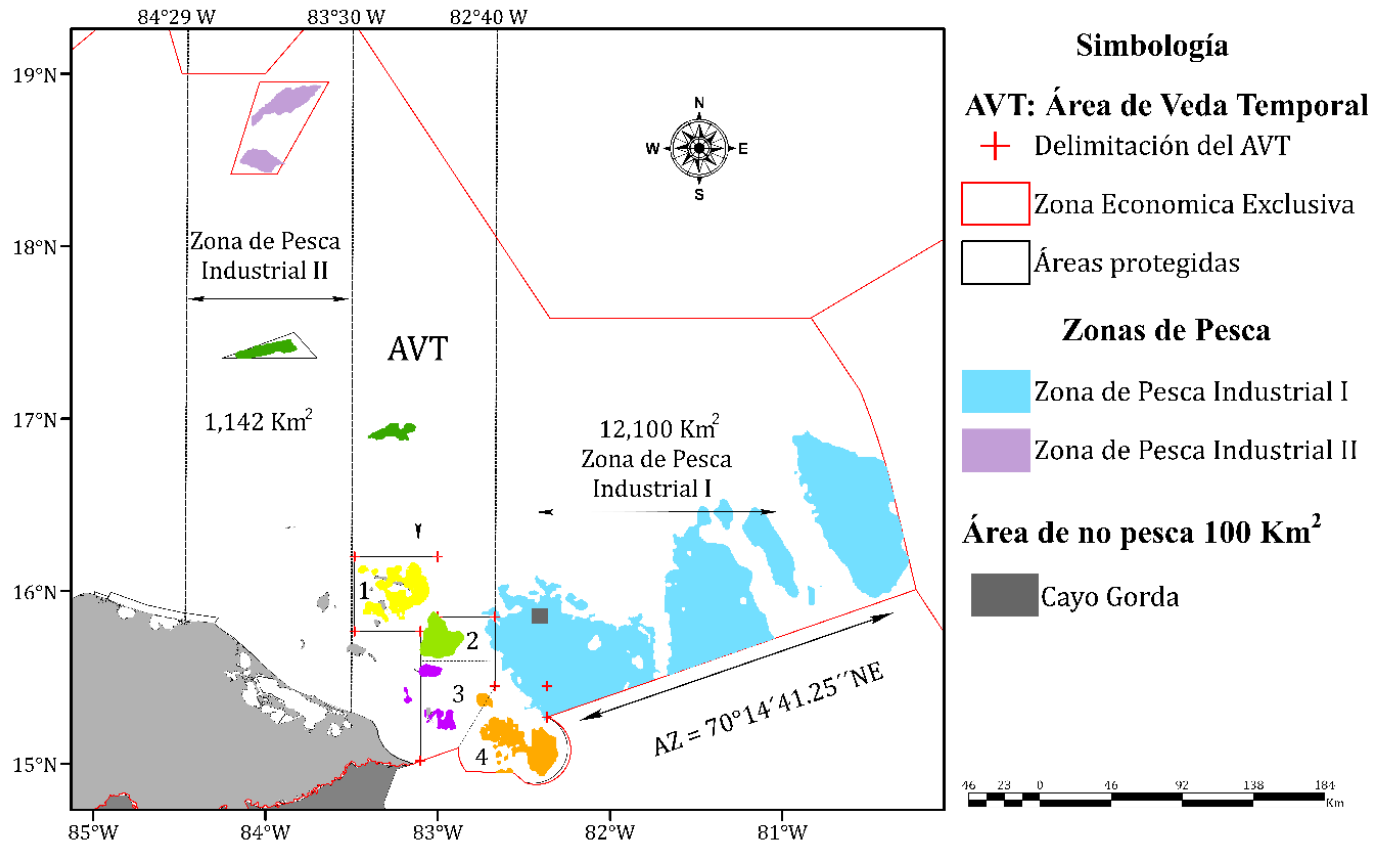 84°29 W
83°30 W
82°40 W
19°N
18°N
17°N
16°N
15°N
85°W
84°W
83°W
82°W
81°W
N
W
E
S
Zona de Pesca
Industrial II
AVT
1,142 Km²
12,100 Km²
Zona de Pesca
Industrial I
1
2
3
4
AZ = 70°14´41.25´´NE
Simbología
AVT: Área de Veda Temporal
Delimitación del AVT
Zona Economica Exclusiva
Áreas protegidas
Zonas de Pesca
Zona de Pesca Industrial I
Zona de Pesca Industrial II
Área de no pesca 100 Km²
Cayo Gorda
46 23 0 46 92 138 184
Km